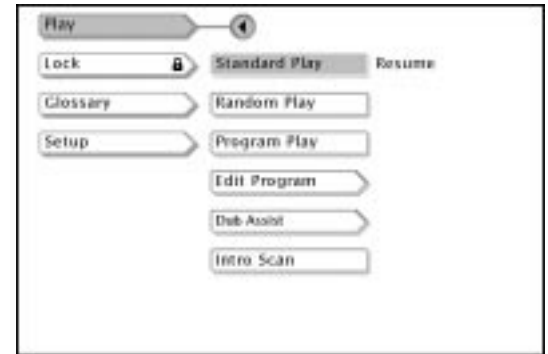 Play
Lock
Standard Play
Resume
Glossary
Random Play
Setup
Program Play
Edit Program
Dub Assist
Intro Scan